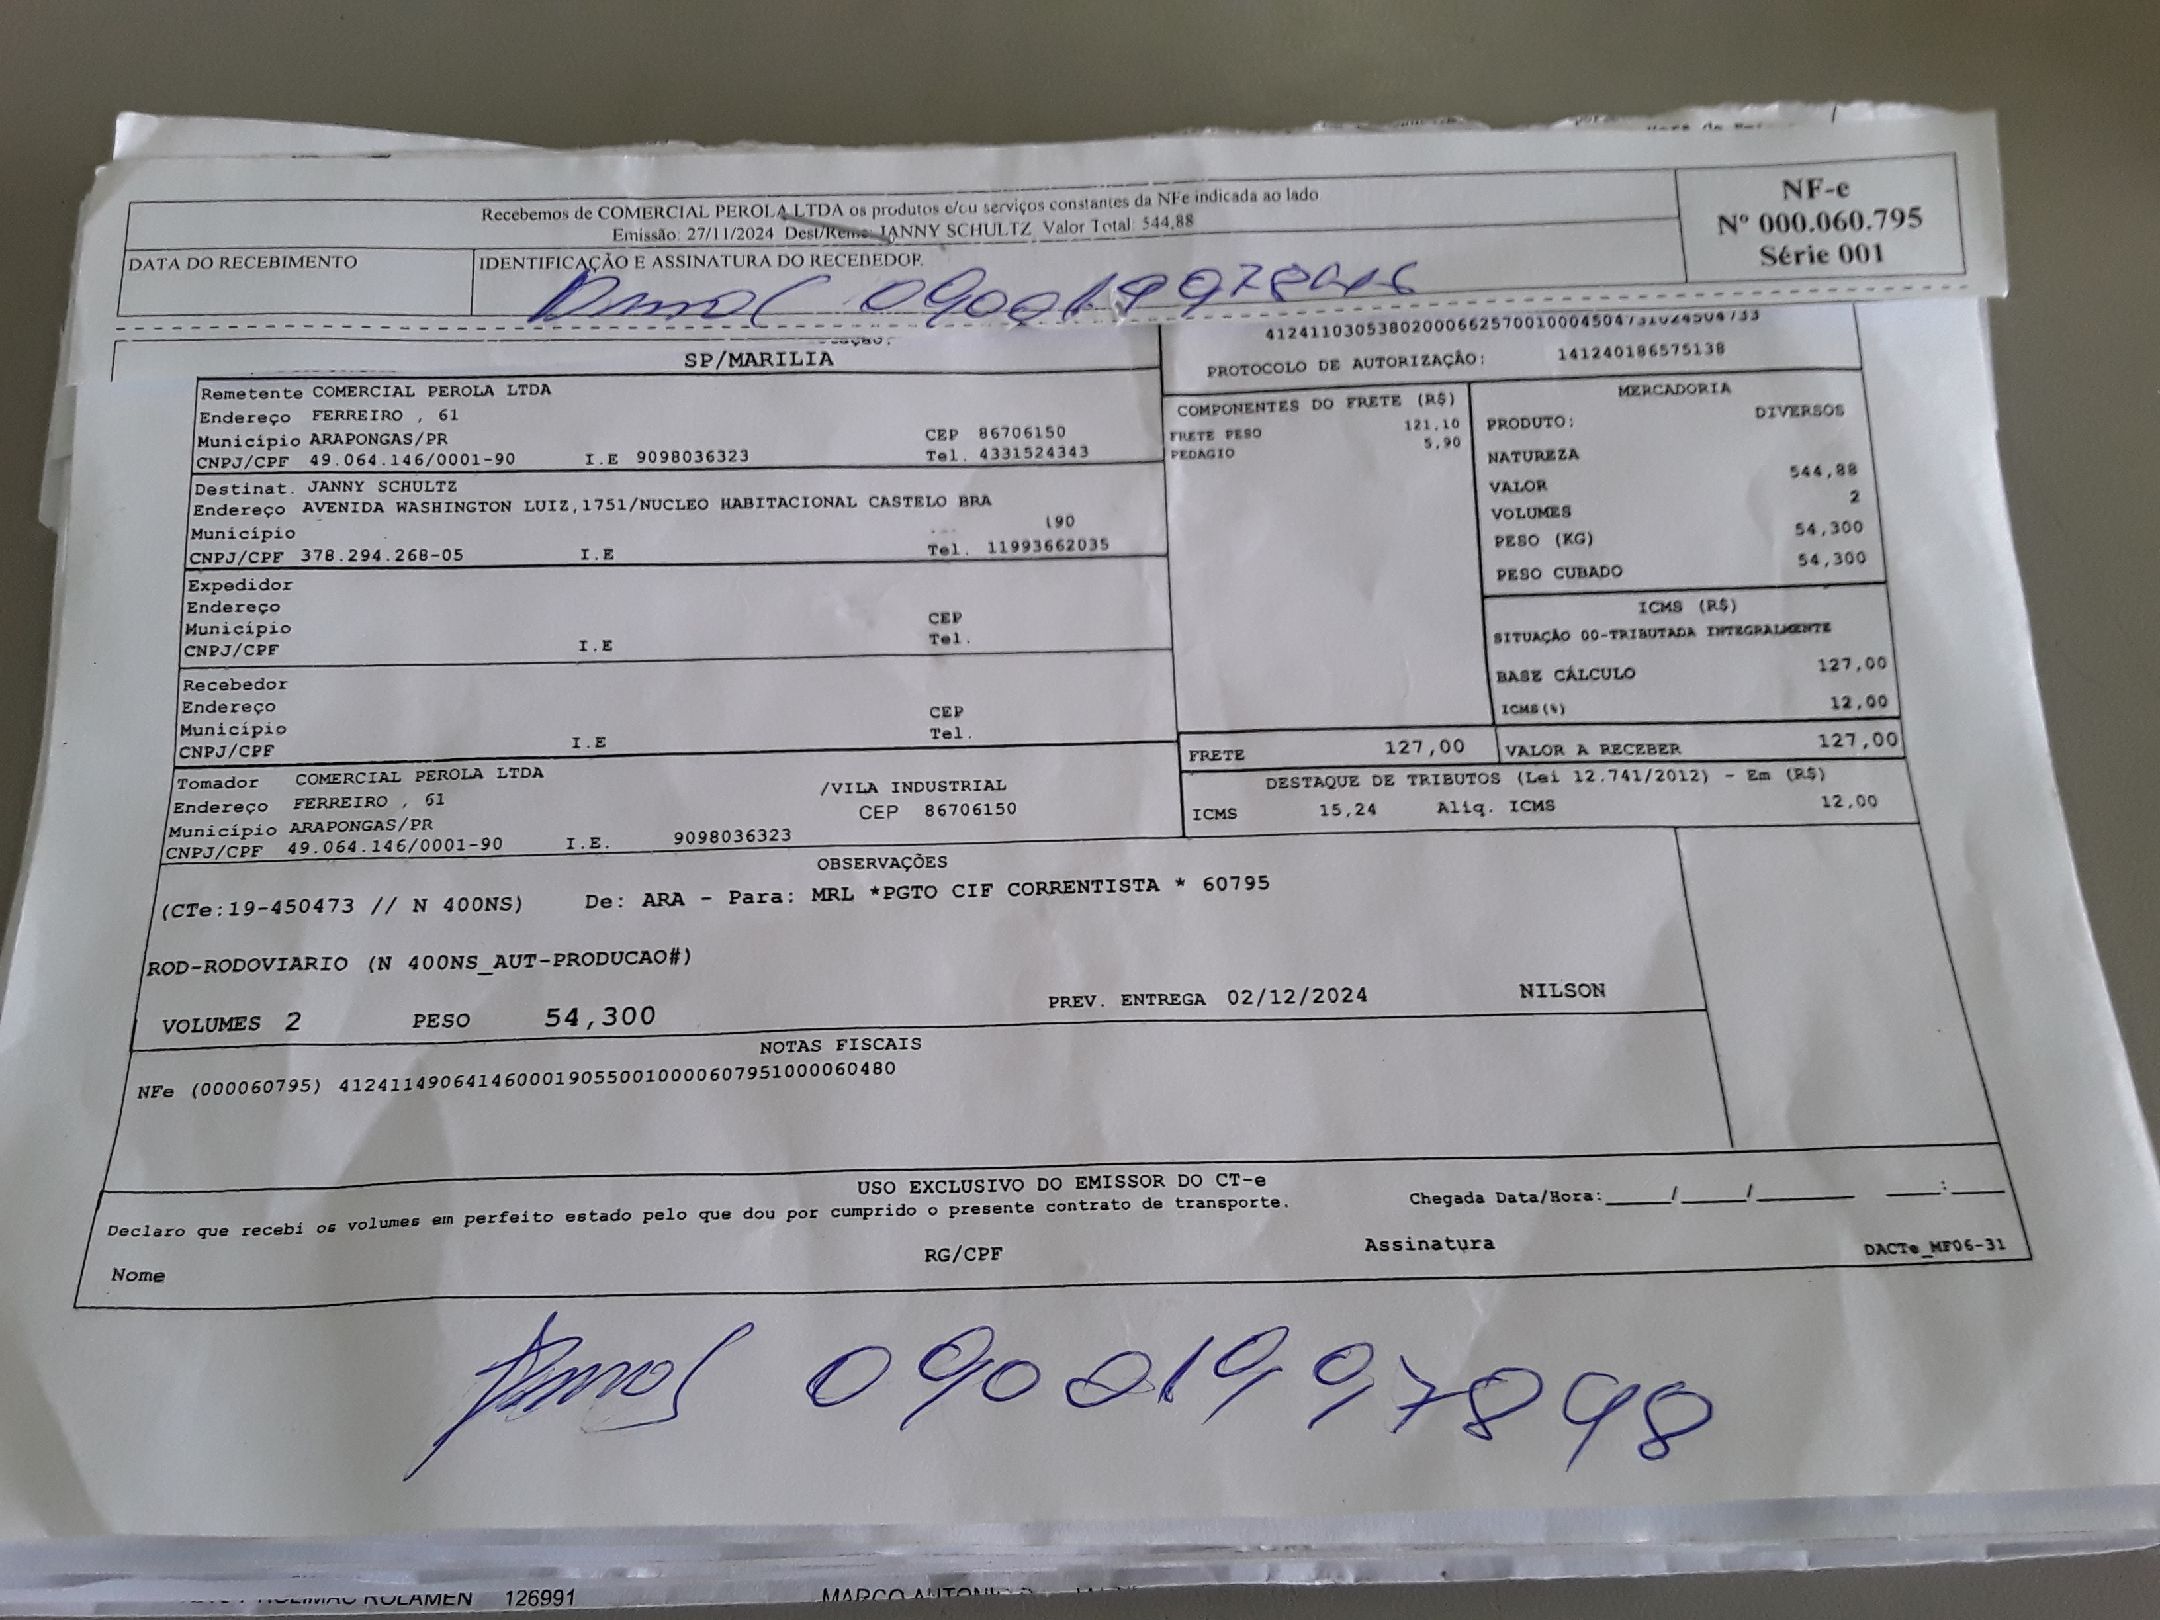 Recebemos de COMERCIAL PEROLA LTDA os produtos e/ou serviços constantes da NFe indicada ao lado
Emissão: 27/11/2024 Dest/Reme: JANNY SCHULTZ Valor Total: 544,88
NF-e
Nº 000.060.795
Série 001
DATA DO RECEBIMENTO
IDENTIFICAÇÃO E ASSINATURA DO RECEBEDOR.
SP/MARILIA
PROTOCOLO DE AUTORIZAÇÃO: 141240186575138
Remetente COMERCIAL PEROLA LTDA
Endereço FERREIRO , 61
Município ARAPONGAS/PR CEP 86706150
CNPJ/CPF 49.064.146/0001-90 I.E 9098036323 Tel. 4331524343
Destinat. JANNY SCHULTZ
Endereço AVENIDA WASHINGTON LUIZ,1751/NUCLEO HABITACIONAL CASTELO BRA
Município 190
CNPJ/CPF 378.294.268-05 I.E Tel. 11993662035
Expedidor
Endereço
Município CEP
CNPJ/CPF I.E Tel.
Recebedor
Endereço
Município CEP
CNPJ/CPF I.E Tel.
Tomador COMERCIAL PEROLA LTDA
Endereço FERREIRO , 61 /VILA INDUSTRIAL
Município ARAPONGAS/PR CEP 86706150
CNPJ/CPF 49.064.146/0001-90 I.E. 9098036323
COMPONENTES DO FRETE (R$)
FRETE PESO 121,10
PEDAGIO 5,90
MERCADORIA
PRODUTO: DIVERSOS
NATUREZA
VALOR 544,88
VOLUMES 2
PESO (KG) 54,300
PESO CUBADO 54,300
ICMS (R$)
SITUAÇÃO 00-TRIBUTADA INTEGRALMENTE
BASE CÁLCULO 127,00
ICMS(%) 12,00
FRETE 127,00 VALOR A RECEBER 127,00
DESTAQUE DE TRIBUTOS (Lei 12.741/2012) - Em (R$)
ICMS 15,24 Aliq. ICMS 12,00
OBSERVAÇÕES
(CTe:19-450473 // N 400NS) De: ARA - Para: MRL *PGTO CIF CORRENTISTA * 60795
ROD-RODOVIARIO (N 400NS_AUT-PRODUCAO#)
VOLUMES 2 PESO 54,300 PREV. ENTREGA 02/12/2024 NILSON
NOTAS FISCAIS
NFe (000060795) 41241149064146000190550010000607951000060480
USO EXCLUSIVO DO EMISSOR DO CT-e
Declaro que recebi os volumes em perfeito estado pelo que dou por cumprido o presente contrato de transporte.
Chegada Data/Hora:_____/_____/_______ ____:____
Nome RG/CPF Assinatura DACTe_MF06-31
09001997898
126991